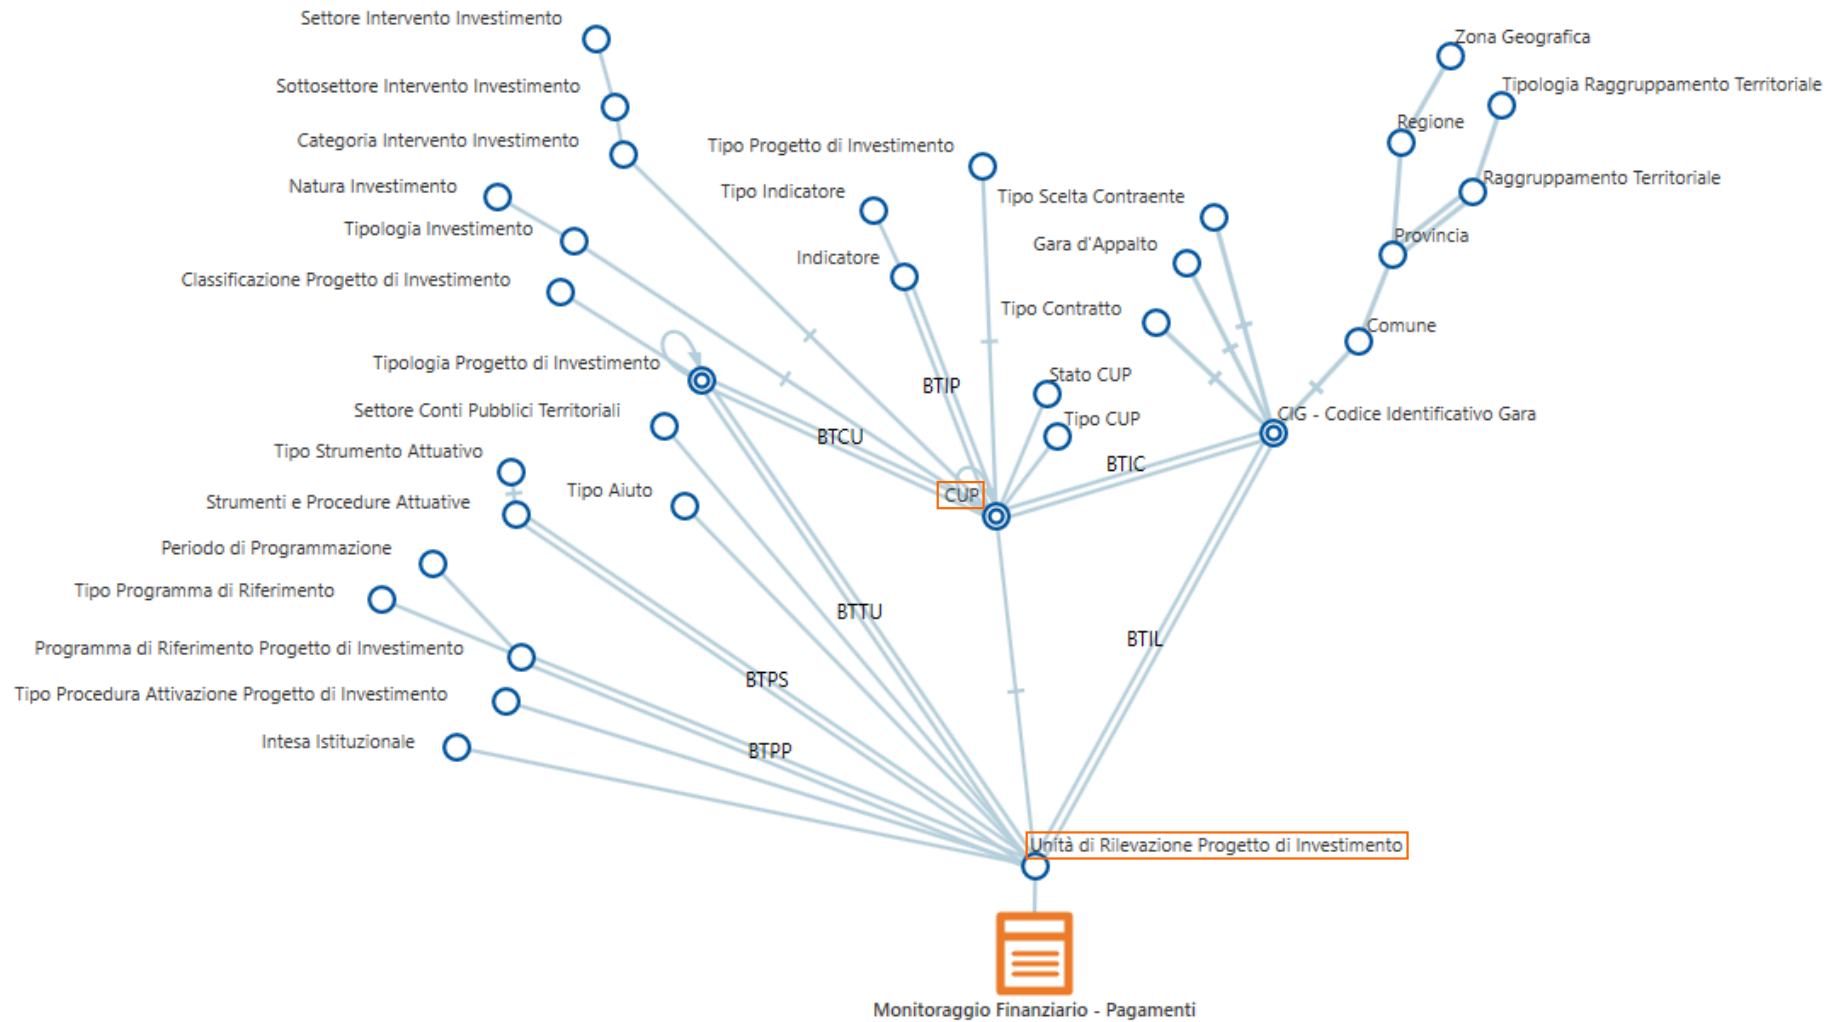 Settore Intervento Investimento
Zona Geografica
Sottosettore Intervento Investimento
Tipologia Raggruppamento Territoriale
Regione
Categoria Intervento Investimento
Tipo Progetto di Investimento
Natura Investimento
Tipo Indicatore
Tipo Scelta Contraente
Raggruppamento Territoriale
Tipologia Investimento
Gara d'Appalto
Provincia
Indicatore
Classificazione Progetto di Investimento
Tipo Contratto
Comune
Tipologia Progetto di Investimento
Stato CUP
BTIP
Settore Conti Pubblici Territoriali
Tipo CUP
CIG - Codice Identificativo Gara
BTCU
Tipo Strumento Attuativo
BTIC
Tipo Aiuto
CUP
Strumenti e Procedure Attuative
Periodo di Programmazione
Tipo Programma di Riferimento
BTTU
BTIL
Programma di Riferimento Progetto di Investimento
BTPS
Tipo Procedura Attivazione Progetto di Investimento
Intesa Istituzionale
BTPP
Unità di Rilevazione Progetto di Investimento
Monitoraggio Finanziario - Pagamenti